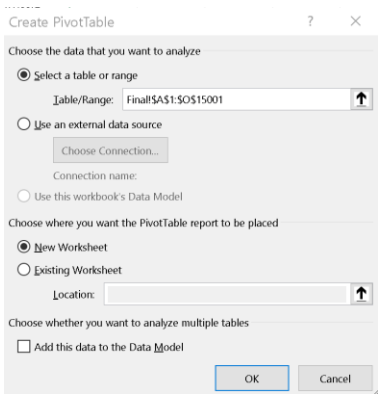 Create PivotTable ? ×
Choose the data that you want to analyze
Select a table or range
Table/Range: Final!$A$1:$O$15001
Use an external data source
Choose Connection...
Connection name:
Use this workbook's Data Model
Choose where you want the PivotTable report to be placed
New Worksheet
Existing Worksheet
Location:
Choose whether you want to analyze multiple tables
Add this data to the Data Model
OK Cancel